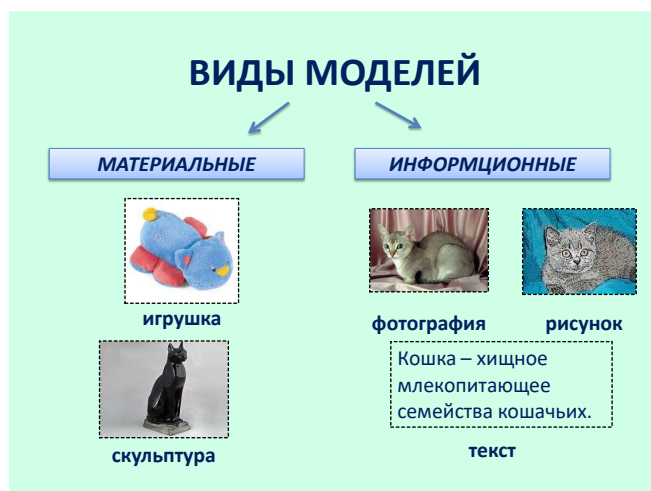 ВИДЫ МОДЕЛЕЙ
МАТЕРИАЛЬНЫЕ
ИНФОРМЦИОННЫЕ
игрушка
скульптура
фотография
рисунок
Кошка – хищное
млекопитающее
семейства кошачьих.
текст